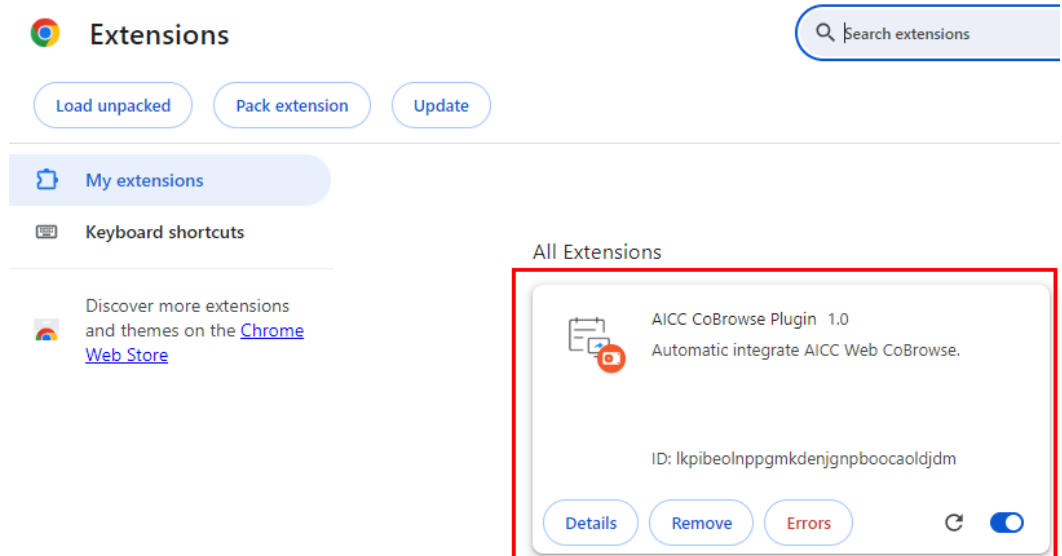 Extensions
Search extensions
Load unpacked
Pack extension
Update
My extensions
Keyboard shortcuts
Discover more extensions
and themes on the Chrome
Web Store
All Extensions
AICC CoBrowse Plugin 1.0
Automatic integrate AICC Web CoBrowse.
ID: lkpibeolnppgmkdenjgnpboocaoldjdm
Details
Remove
Errors